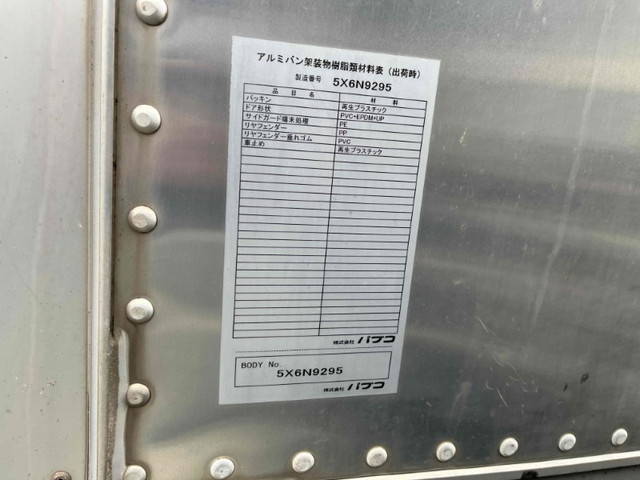 アルミバン架装物樹脂類材料表（出荷時）
製造番号 5X6N9295
品目名 材料
パッキン 再生プラスチック
ドア形状 PVC+EPDM+UP
サイドガード端末処理 PE
リヤフェンダー PP
リヤフェンダー垂れゴム PVC
車止め 再生プラスチック
株式会社 パブコ
BODY No.
5X6N9295
株式会社 パブコ